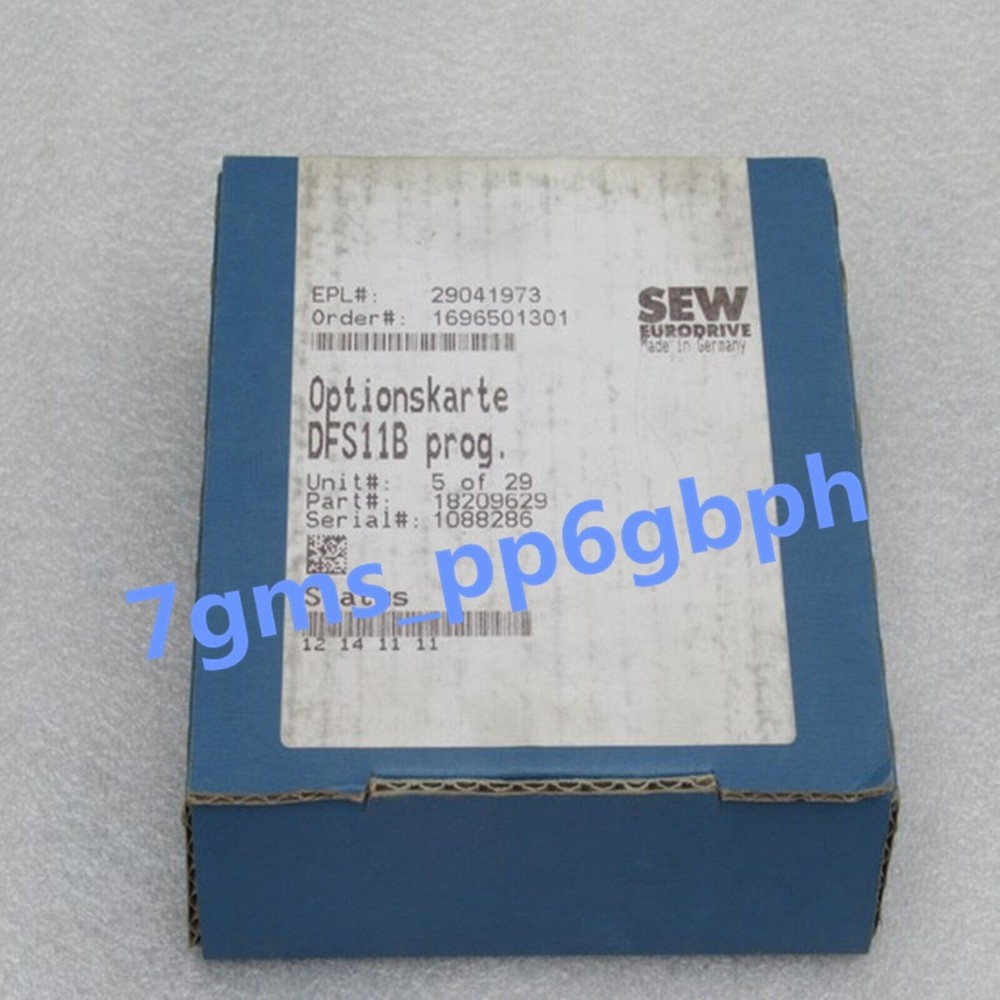 EPL#: 29041973
Order#: 1696501301
SEW
EURODRIVE
Made in Germany
Optionskarte
DFS11B prog.
Unit#: 5 of 29
Part#: 18209629
Serial#: 1088286
Status
12 14 11 11
7gms_pp6gbph